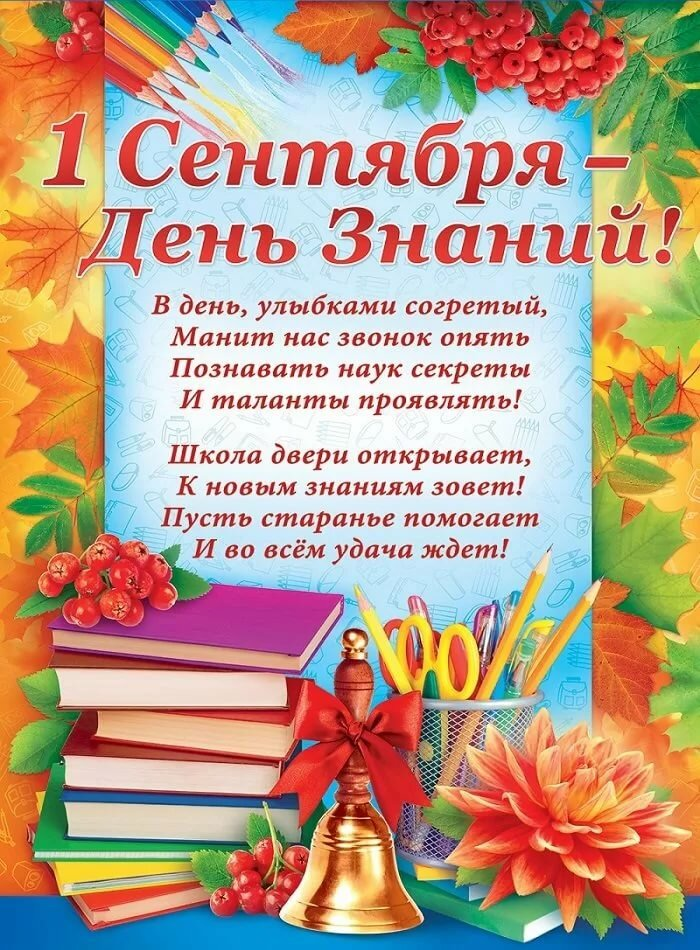 1 Сентября –
День Знаний!
В день, улыбками согретый,
Манит нас звонок опять
Познавать наук секреты
И таланты проявлять!
Школа двери открывает,
К новым знаниям зовет!
Пусть старанье помогает
И во всём удача ждет!